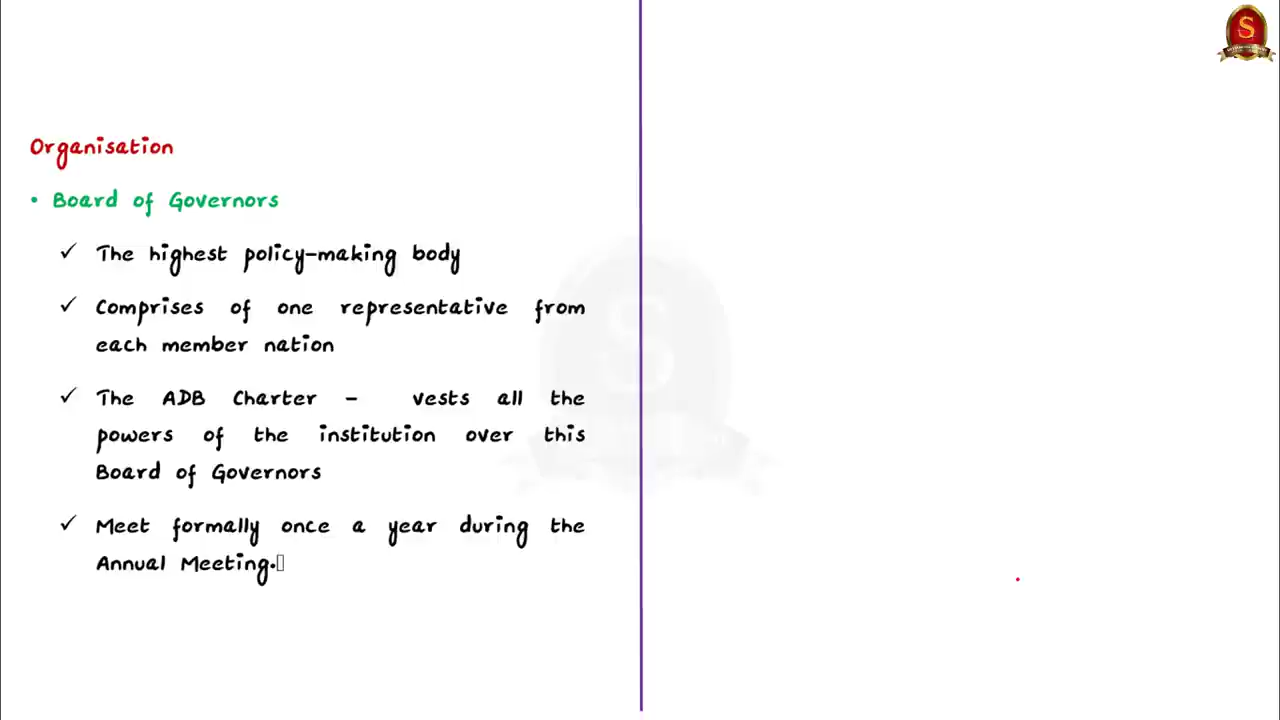 Organisation
• Board of Governors
✓ The highest policy-making body
✓ Comprises of one representative from
each member nation
✓ The ADB Charter - vests all the
powers of the institution over this
Board of Governors
✓ Meet formally once a year during the
Annual Meeting.
S